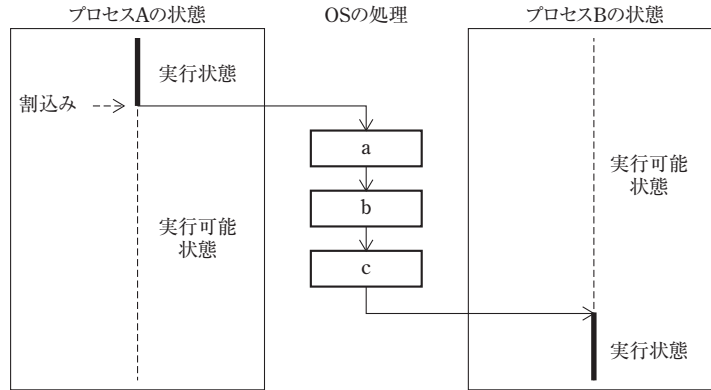 プロセスAの状態
OSの処理
プロセスBの状態
実行状態
割込み
a
b
c
実行可能
状態
実行可能
状態
実行状態